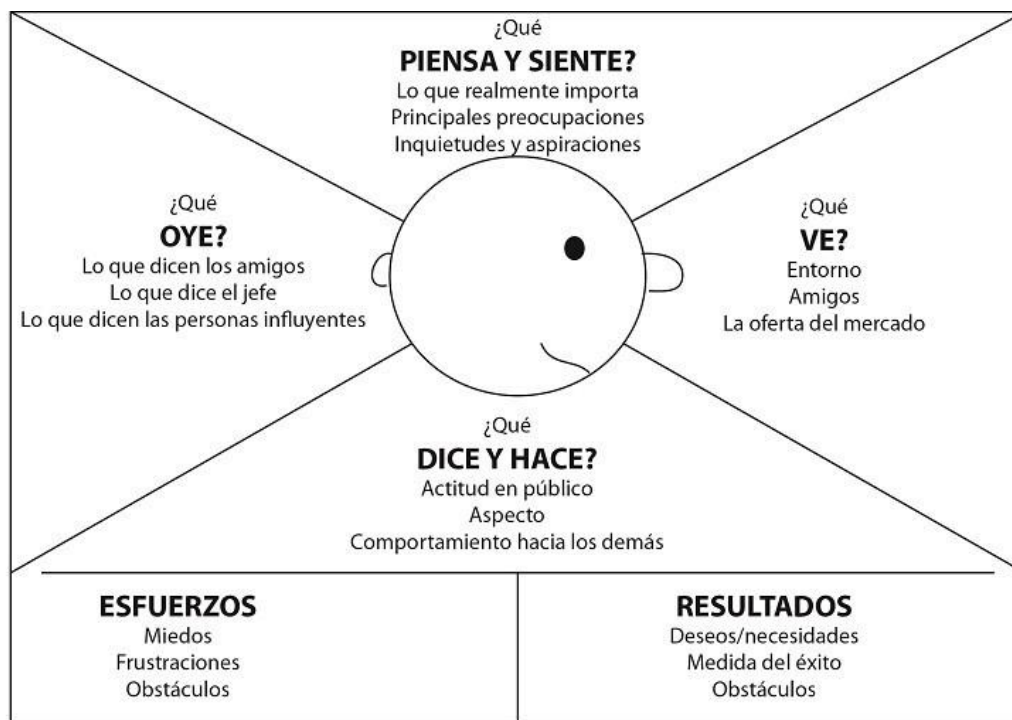 ¿Qué
PIENSA Y SIENTE?
Lo que realmente importa
Principales preocupaciones
Inquietudes y aspiraciones
¿Qué
OYE?
Lo que dicen los amigos
Lo que dice el jefe
Lo que dicen las personas influyentes
¿Qué
VE?
Entorno
Amigos
La oferta del mercado
¿Qué
DICE Y HACE?
Actitud en público
Aspecto
Comportamiento hacia los demás
ESFUERZOS
Miedos
Frustraciones
Obstáculos
RESULTADOS
Deseos/necesidades
Medida del éxito
Obstáculos